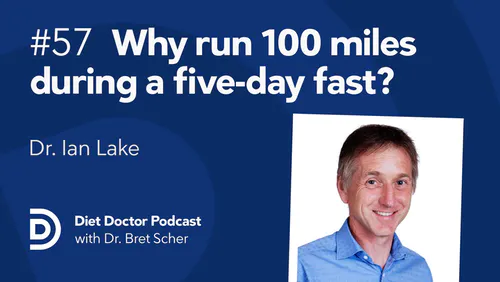 #57 Why run 100 miles
during a five-day fast?
Dr. Ian Lake
Diet Doctor Podcast
with Dr. Bret Scher